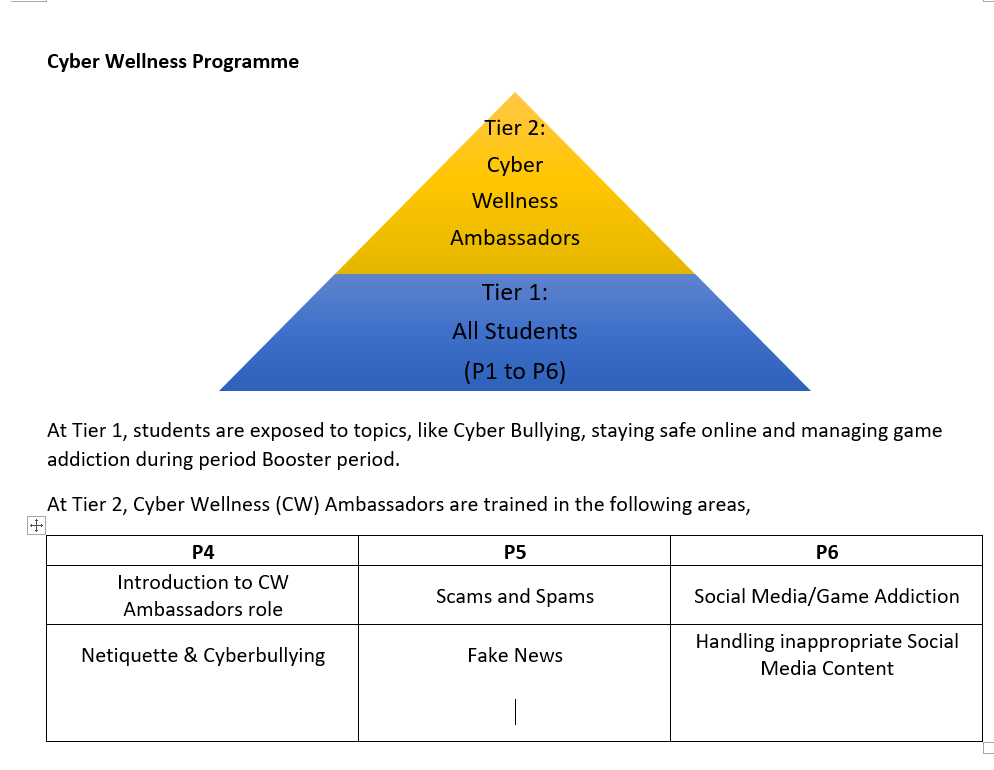 Cyber Wellness Programme
Tier 2:
Cyber
Wellness
Ambassadors
Tier 1:
All Students
(P1 to P6)
At Tier 1, students are exposed to topics, like Cyber Bullying, staying safe online and managing game
addiction during period Booster period.
At Tier 2, Cyber Wellness (CW) Ambassadors are trained in the following areas,
P4 P5 P6
Introduction to CW
Ambassadors role
Scams and Spams
Social Media/Game Addiction
Netiquette & Cyberbullying
Fake News
Handling inappropriate Social
Media Content